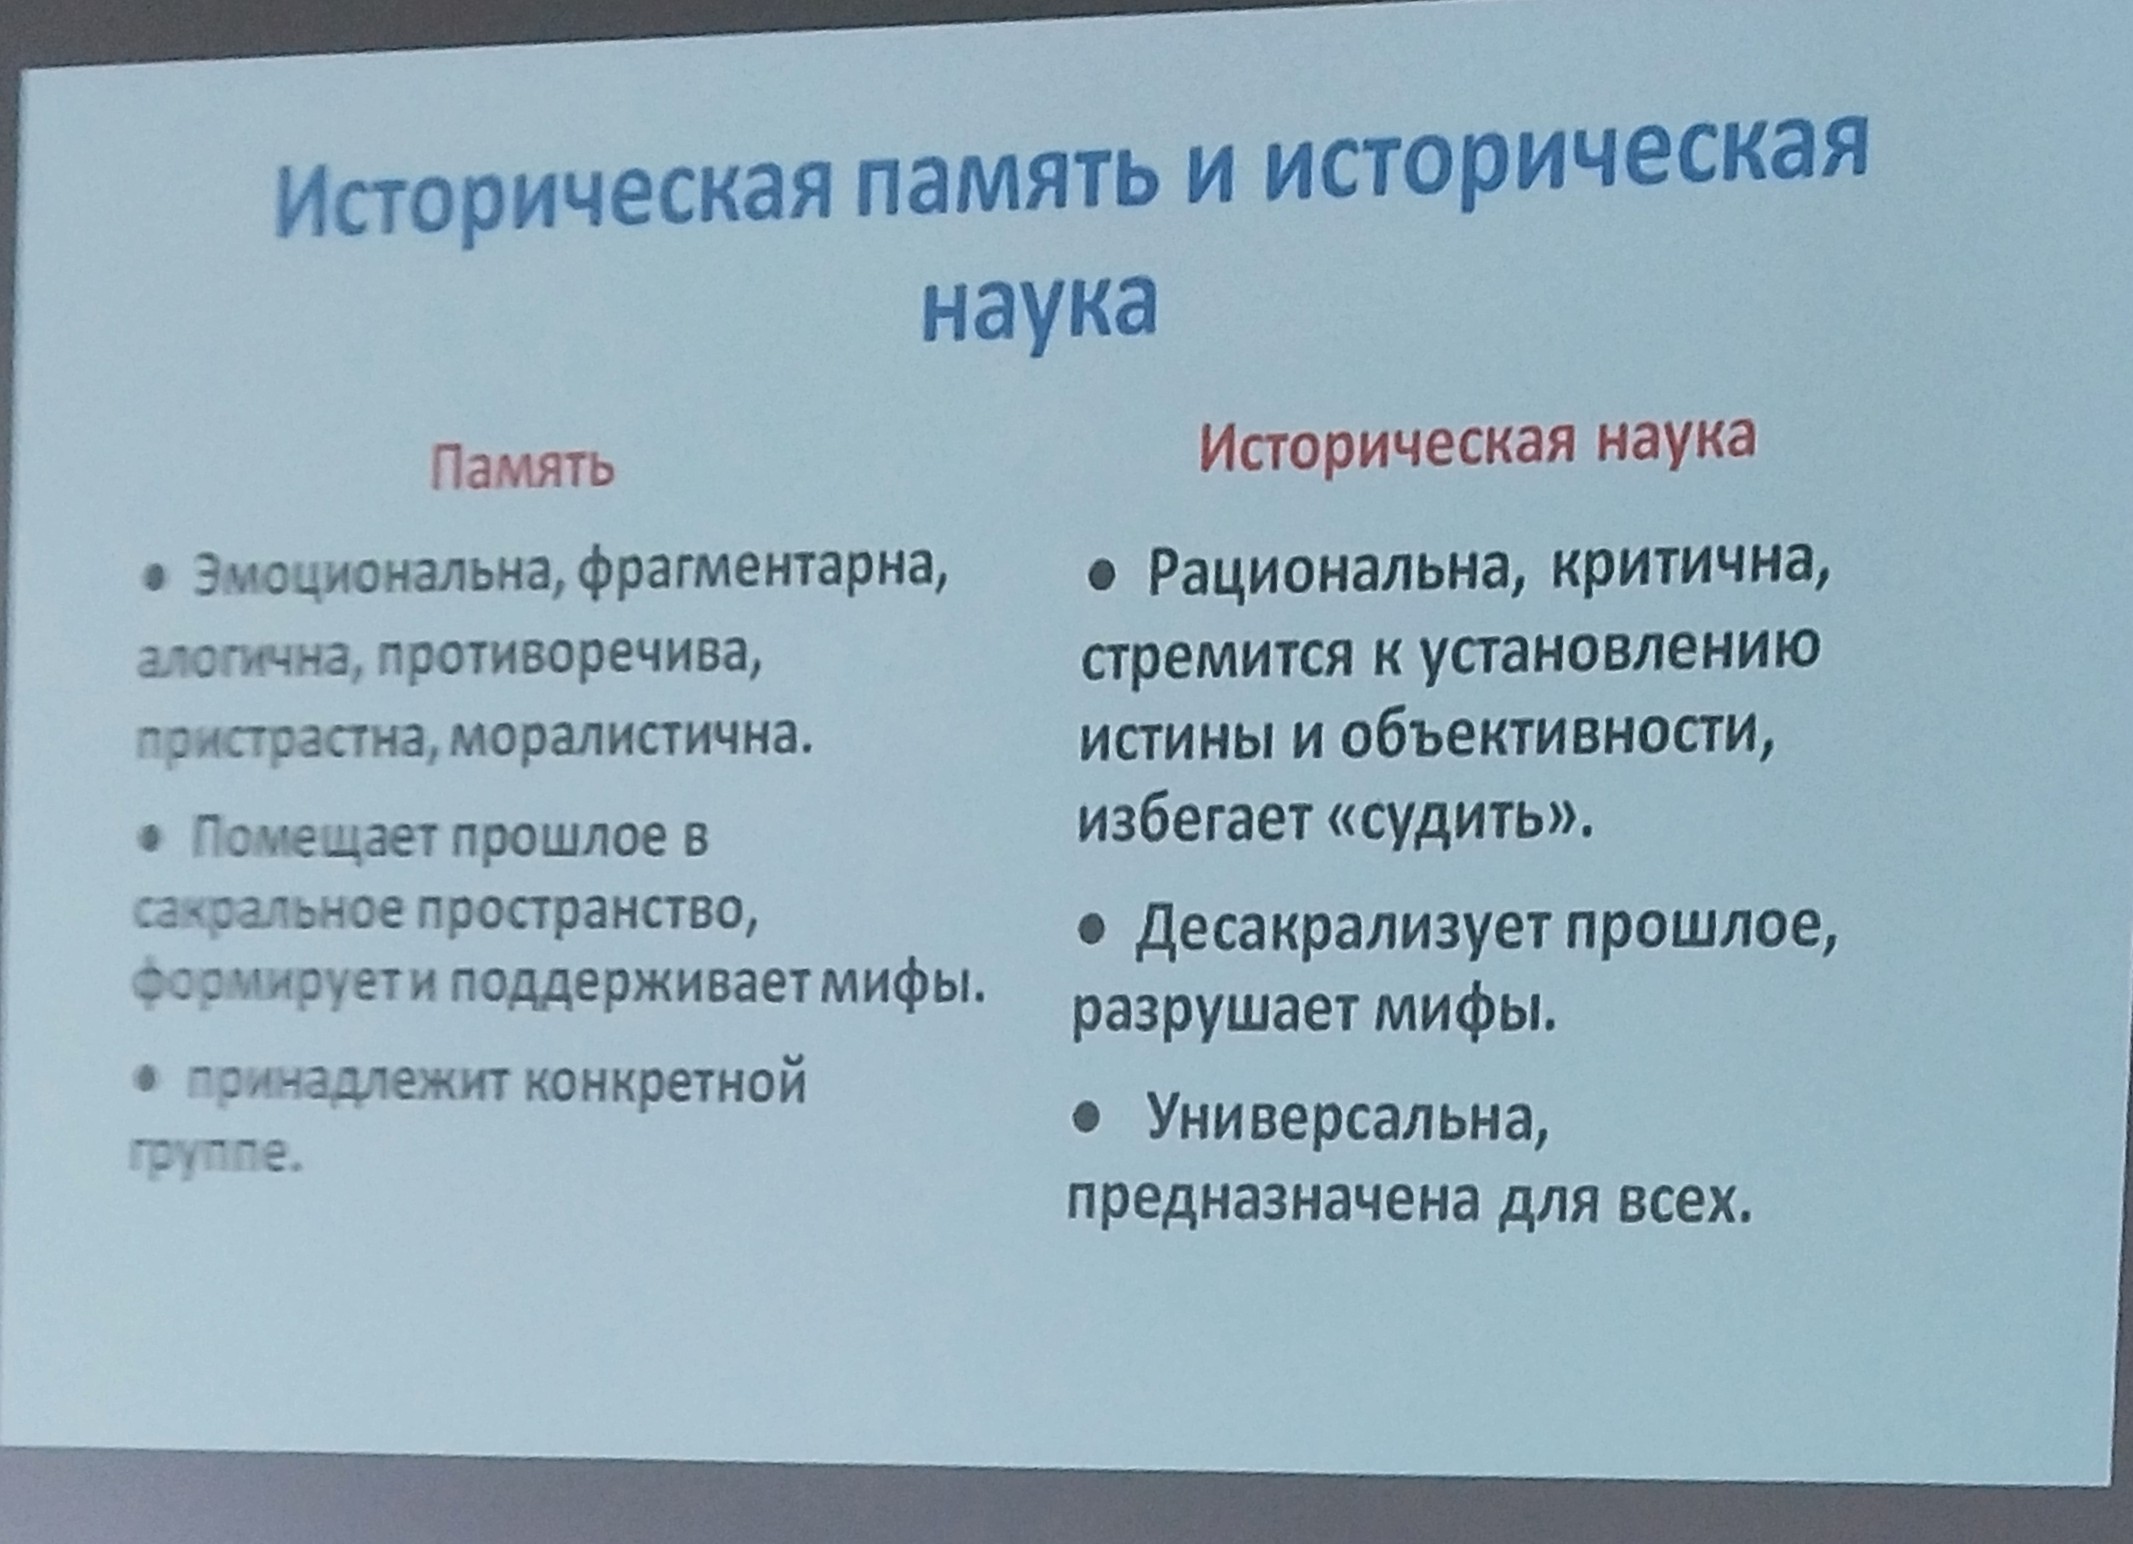 Историческая память и историческая
наука
Память
• Эмоциональна, фрагментарна,
алогична, противоречива,
пристрастна, моралистична.
• Помещает прошлое в
сакральное пространство,
формирует и поддерживает мифы.
• принадлежит конкретной
группе.
Историческая наука
• Рациональна, критична,
стремится к установлению
истины и объективности,
избегает «судить».
• Десакрализует прошлое,
разрушает мифы.
• Универсальна,
предназначена для всех.